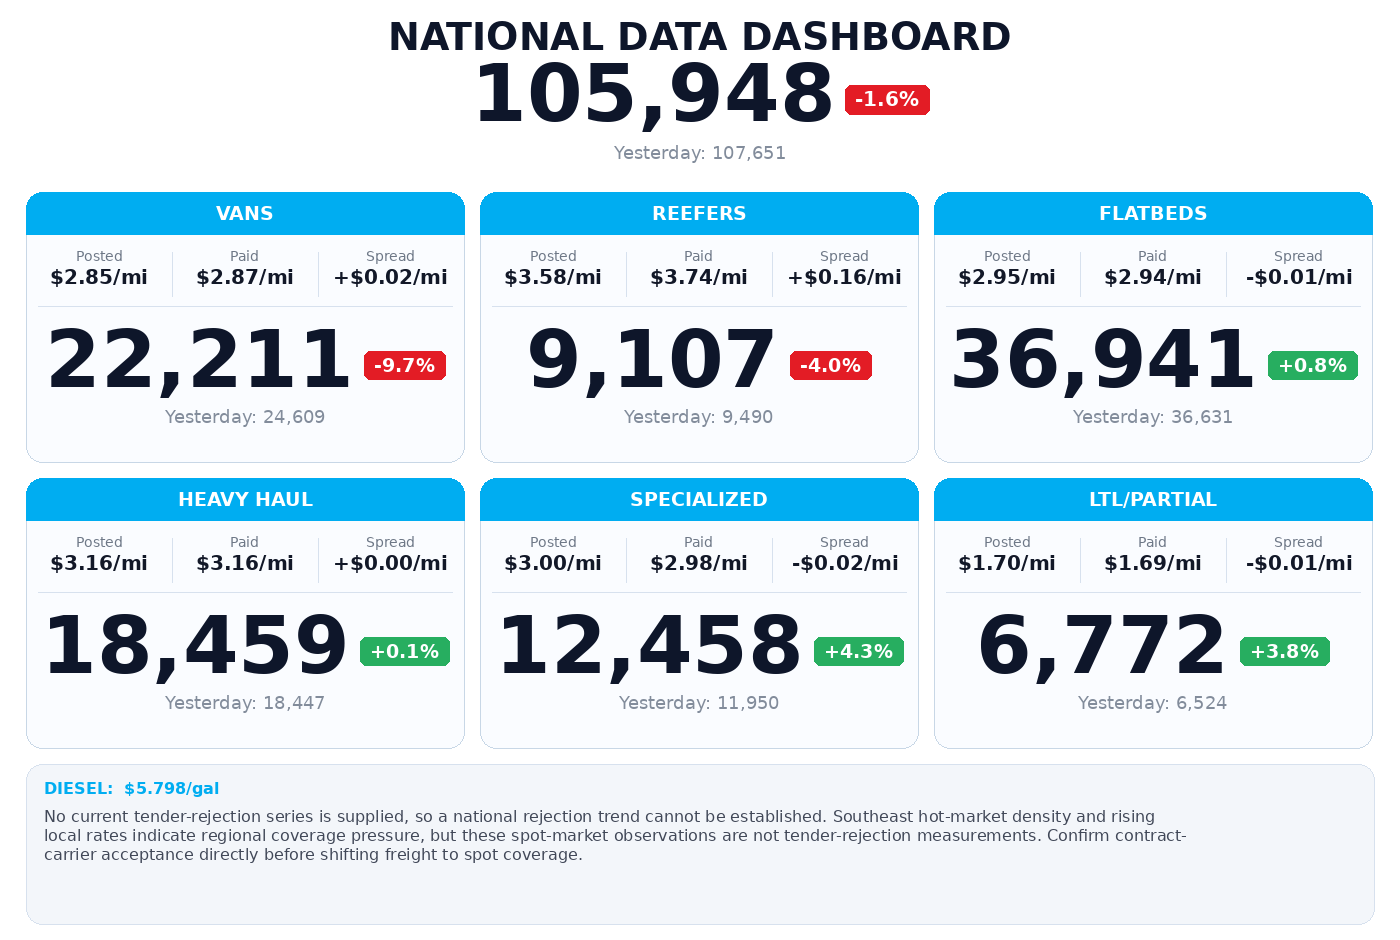 NATIONAL DATA DASHBOARD
105,948 -1.6%
Yesterday: 107,651
VANS
Posted Paid Spread
$2.85/mi $2.87/mi +$0.02/mi
22,211 -9.7%
Yesterday: 24,609
REEFERS
Posted Paid Spread
$3.58/mi $3.74/mi +$0.16/mi
9,107 -4.0%
Yesterday: 9,490
FLATBEDS
Posted Paid Spread
$2.95/mi $2.94/mi -$0.01/mi
36,941 +0.8%
Yesterday: 36,631
HEAVY HAUL
Posted Paid Spread
$3.16/mi $3.16/mi +$0.00/mi
18,459 +0.1%
Yesterday: 18,447
SPECIALIZED
Posted Paid Spread
$3.00/mi $2.98/mi -$0.02/mi
12,458 +4.3%
Yesterday: 11,950
LTL/PARTIAL
Posted Paid Spread
$1.70/mi $1.69/mi -$0.01/mi
6,772 +3.8%
Yesterday: 6,524
DIESEL: $5.798/gal
No current tender-rejection series is supplied, so a national rejection trend cannot be established. Southeast hot-market density and rising
local rates indicate regional coverage pressure, but these spot-market observations are not tender-rejection measurements. Confirm contract-
carrier acceptance directly before shifting freight to spot coverage.